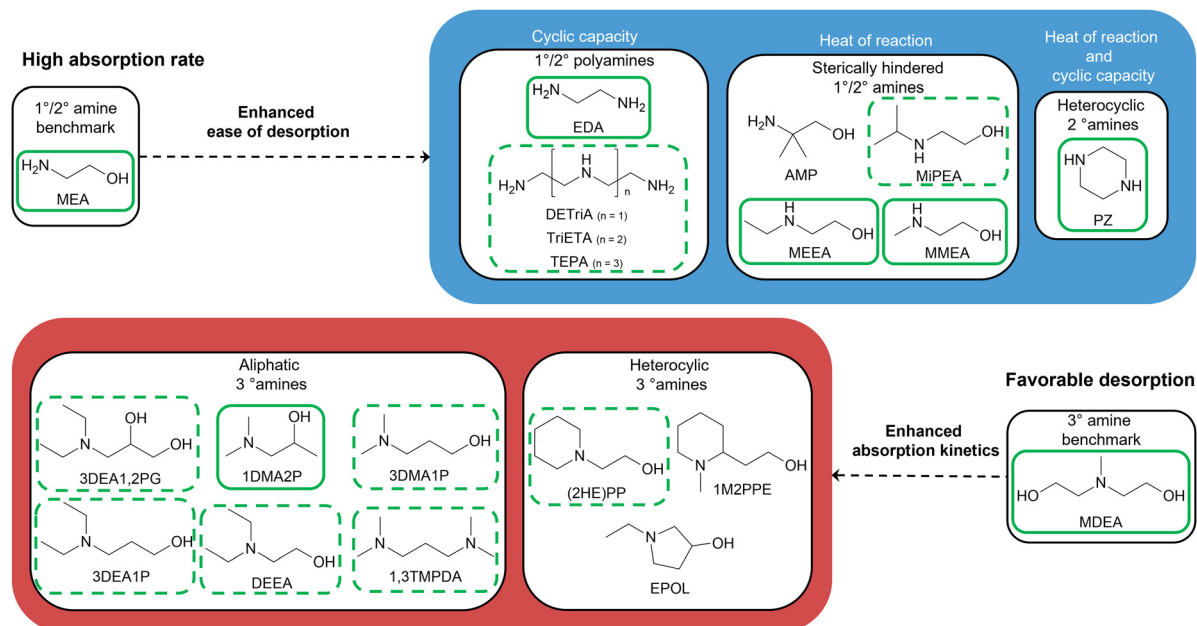 High absorption rate
1°/2° amine
benchmark
H₂N
OH
MEA
Enhanced
ease of desorption
Cyclic capacity
1°/2° polyamines
H₂N
NH₂
EDA
H
N
H₂N
NH₂
n
DETriA (n = 1)
TriETA (n = 2)
TEPA (n = 3)
Heat of reaction
Sterically hindered
1°/2° amines
H₂N
OH
AMP
N
H
OH
MiPEA
H
N
OH
MEEA
H
N
OH
MMEA
Heat of reaction
and
cyclic capacity
Heterocyclic
2 °amines
HN
NH
PZ
Aliphatic
3 °amines
OH
N
OH
3DEA1,2PG
OH
N
1DMA2P
N
OH
3DMA1P
N
OH
3DEA1P
N
OH
DEEA
N
N
1,3TMPDA
Heterocylic
3 °amines
N
OH
(2HE)PP
N
OH
1M2PPE
N
OH
EPOL
Enhanced
absorption kinetics
Favorable desorption
3° amine
benchmark
HO
N
OH
MDEA